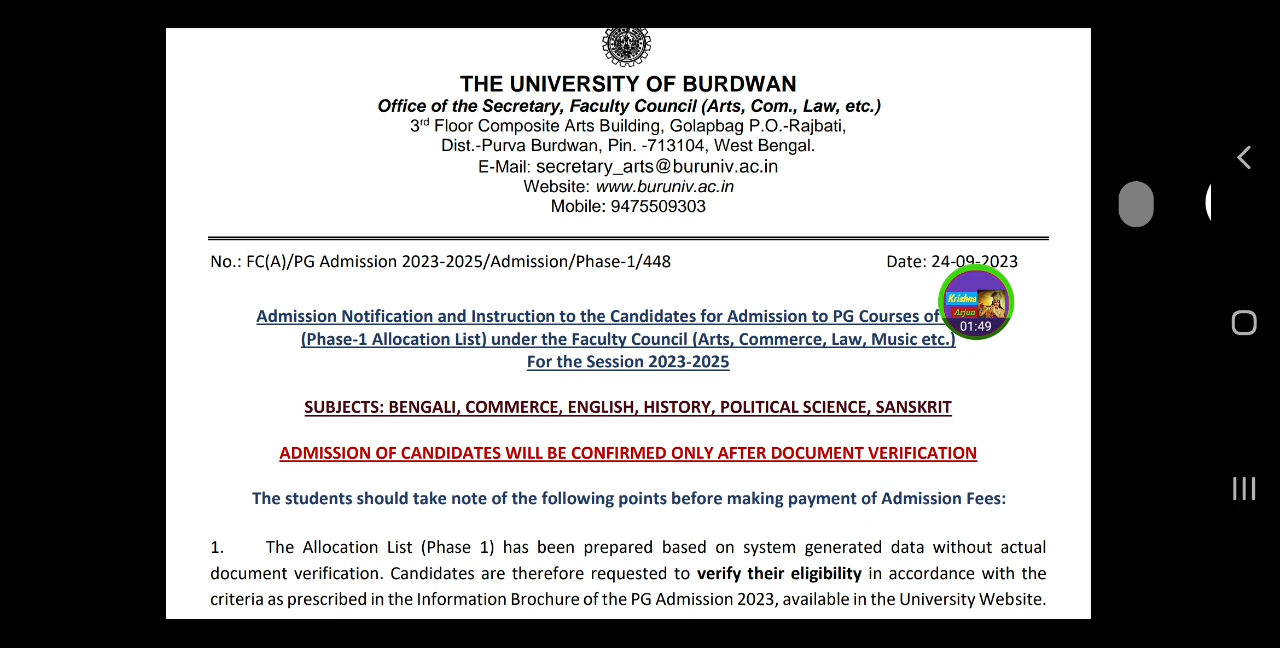 THE UNIVERSITY OF BURDWAN
Office of the Secretary, Faculty Council (Arts, Com., Law, etc.)
3rd Floor Composite Arts Building, Golapbag P.O.-Rajbati,
Dist.-Purva Burdwan, Pin. -713104, West Bengal.
E-Mail: secretary_arts@buruniv.ac.in
Website: www.buruniv.ac.in
Mobile: 9475509303
No.: FC(A)/PG Admission 2023-2025/Admission/Phase-1/448 Date: 24-09-2023
Krishna
Arjun
01:49
Admission Notification and Instruction to the Candidates for Admission to PG Courses of
(Phase-1 Allocation List) under the Faculty Council (Arts, Commerce, Law, Music etc.)
For the Session 2023-2025
SUBJECTS: BENGALI, COMMERCE, ENGLISH, HISTORY, POLITICAL SCIENCE, SANSKRIT
ADMISSION OF CANDIDATES WILL BE CONFIRMED ONLY AFTER DOCUMENT VERIFICATION
The students should take note of the following points before making payment of Admission Fees:
1. The Allocation List (Phase 1) has been prepared based on system generated data without actual
document verification. Candidates are therefore requested to verify their eligibility in accordance with the
criteria as prescribed in the Information Brochure of the PG Admission 2023, available in the University Website.